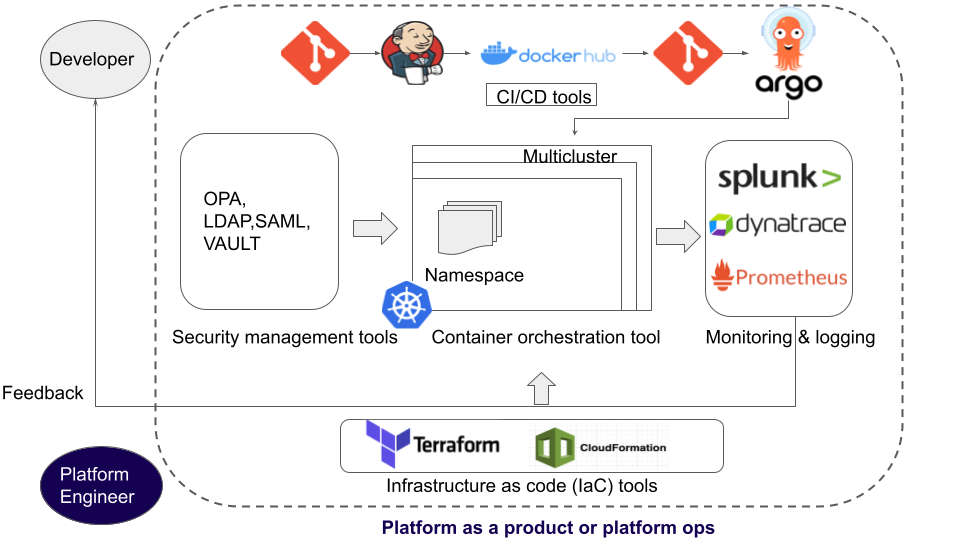 Developer
dockerhub
argo
CI/CD tools
Multicluster
OPA,
LDAP,SAML,
VAULT
Namespace
splunk>
dynatrace
Prometheus
Security management tools
Container orchestration tool
Monitoring & logging
Feedback
Terraform
CloudFormation
Platform
Engineer
Infrastructure as code (IaC) tools
Platform as a product or platform ops